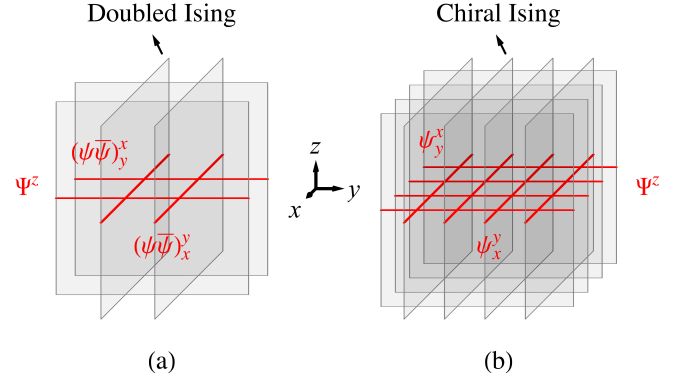 Doubled Ising
Chiral Ising
(ψψ̅)ˣᵧ
ψˣᵧ
Ψᶻ
z
y
x
Ψᶻ
(ψψ̅)ʸₓ
ψʸₓ
(a)
(b)